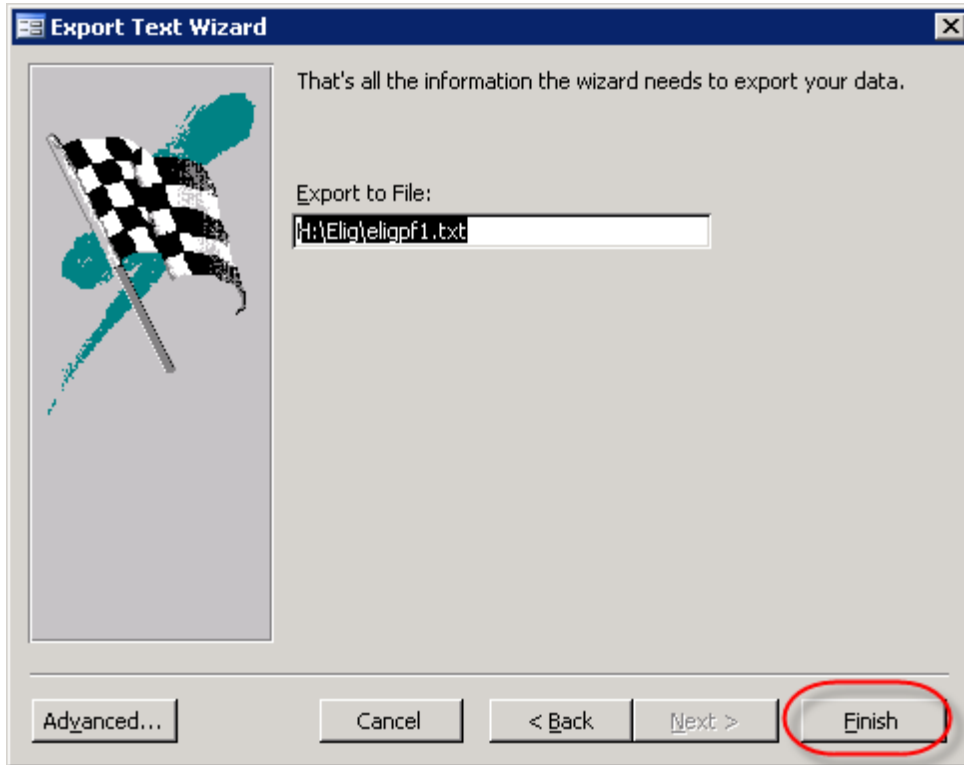 Export Text Wizard
That's all the information the wizard needs to export your data.
Export to File:
H:\Elig\eligpf1.txt
Advanced...
Cancel
< Back
Next >
Finish